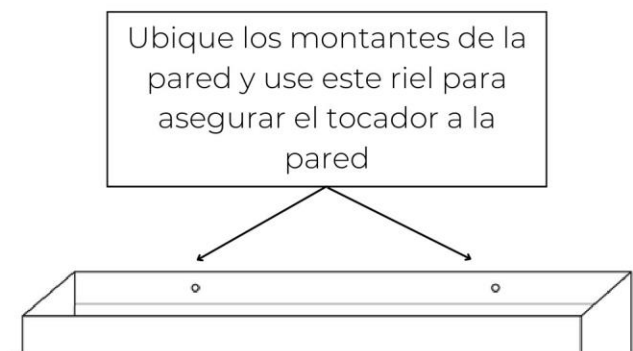 Ubique los montantes de la
pared y use este riel para
asegurar el tocador a la
pared